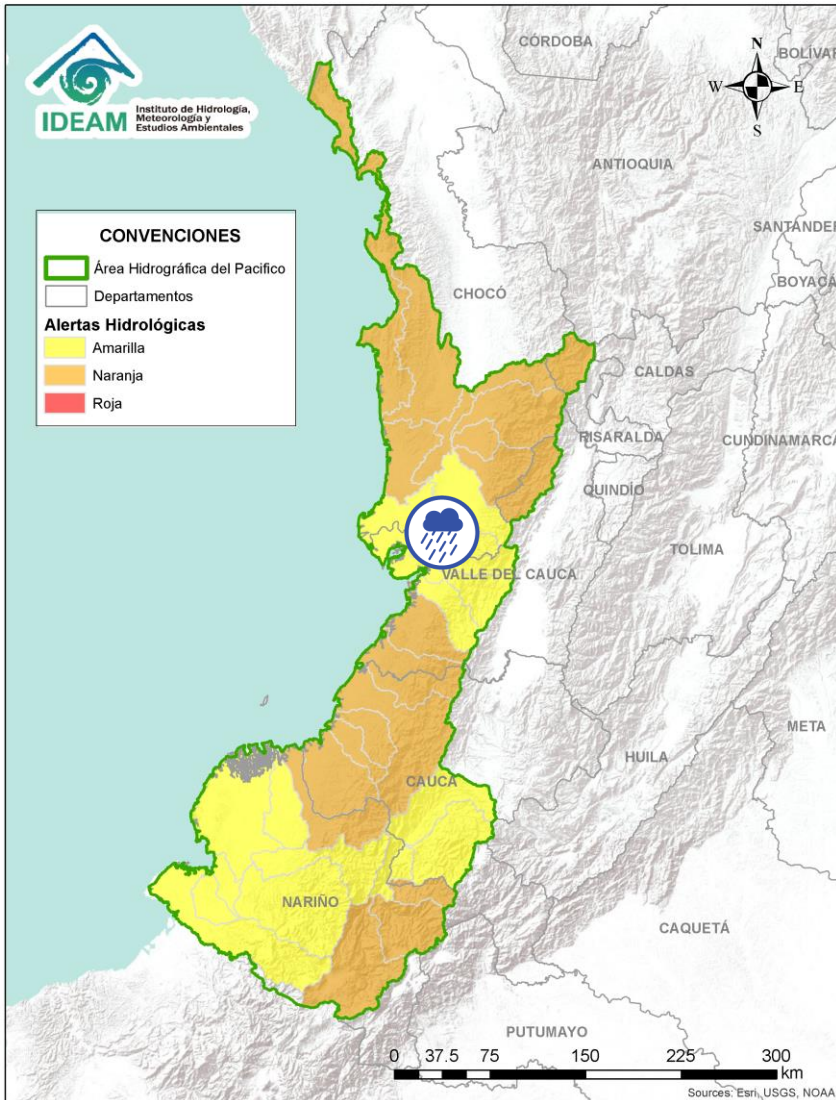 IDEAM
Instituto de Hidrología,
Meteorología y
Estudios Ambientales
CÓRDOBA
BOLÍVAR
N
W
E
S
ANTIOQUIA
CONVENCIONES
Área Hidrográfica del Pacifico
Departamentos
Alertas Hidrológicas
Amarilla
Naranja
Roja
SANTANDER
BOYACÁ
CHOCÓ
CALDAS
RISARALDA
CUNDINAMARCA
QUINDÍO
TOLIMA
VALLE DEL CAUCA
META
HUILA
CAUCA
NARIÑO
CAQUETÁ
PUTUMAYO
0 37.5 75 150 225 300
km
Sources: Esri, USGS, NOAA